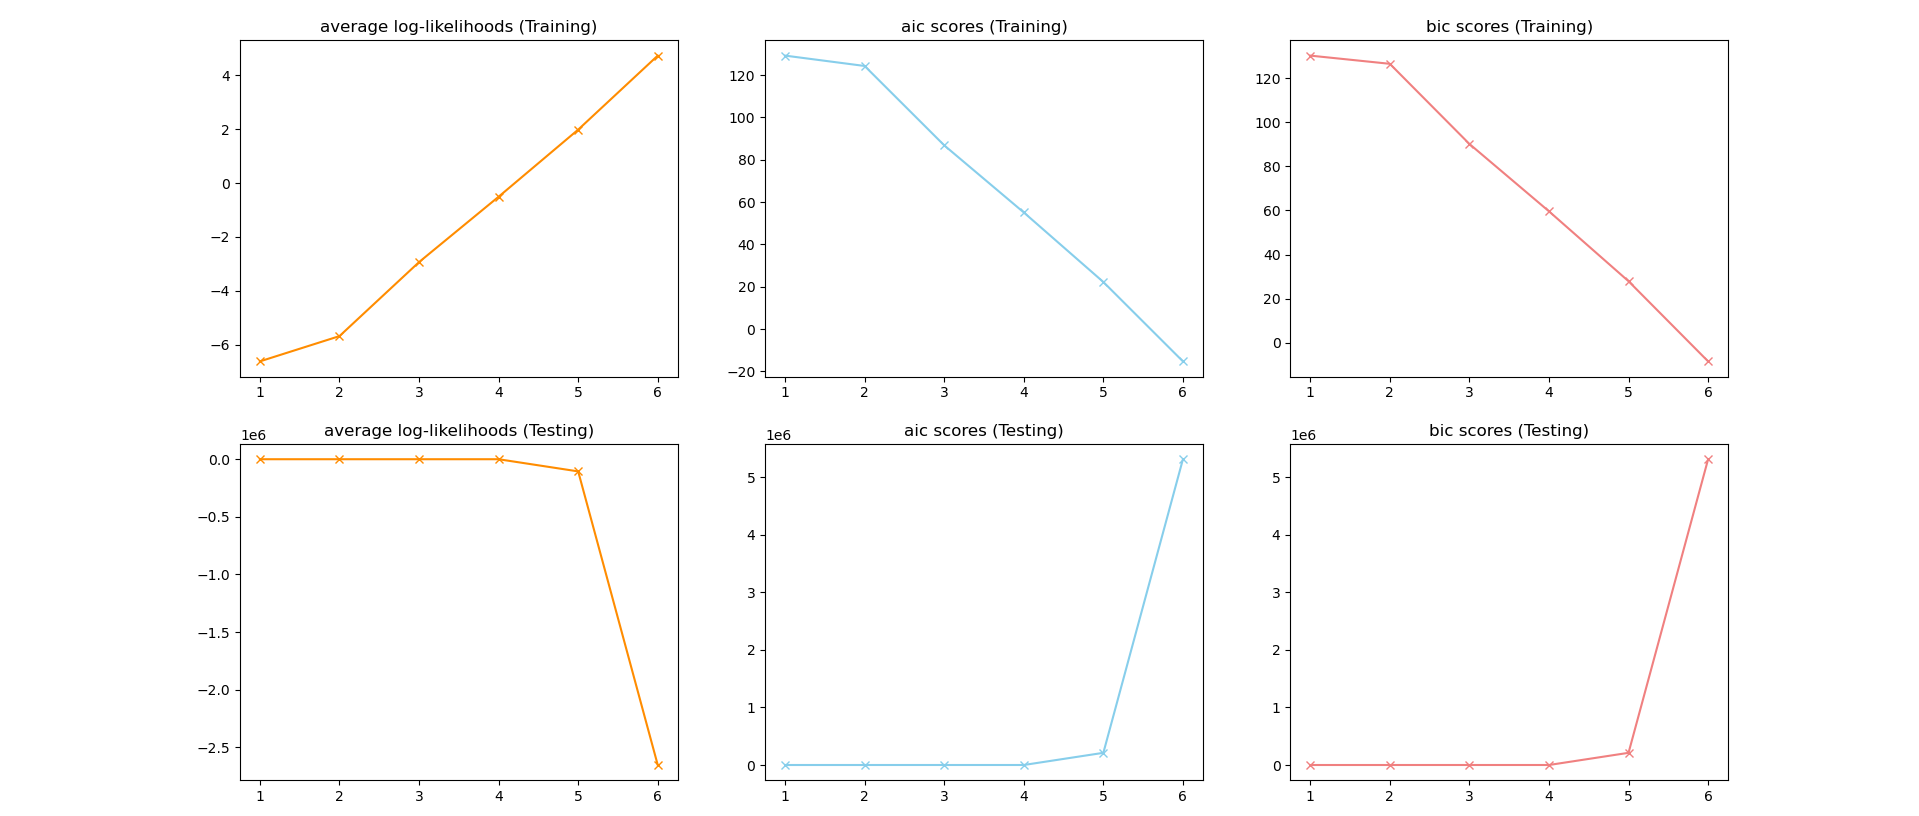 average log-likelihoods (Training)
4
2
0
−2
−4
−6
1 2 3 4 5 6
aic scores (Training)
120
100
80
60
40
20
0
−20
1 2 3 4 5 6
bic scores (Training)
120
100
80
60
40
20
0
1 2 3 4 5 6
average log-likelihoods (Testing)
1e6
0.0
−0.5
−1.0
−1.5
−2.0
−2.5
1 2 3 4 5 6
aic scores (Testing)
1e6
5
4
3
2
1
0
1 2 3 4 5 6
bic scores (Testing)
1e6
5
4
3
2
1
0
1 2 3 4 5 6